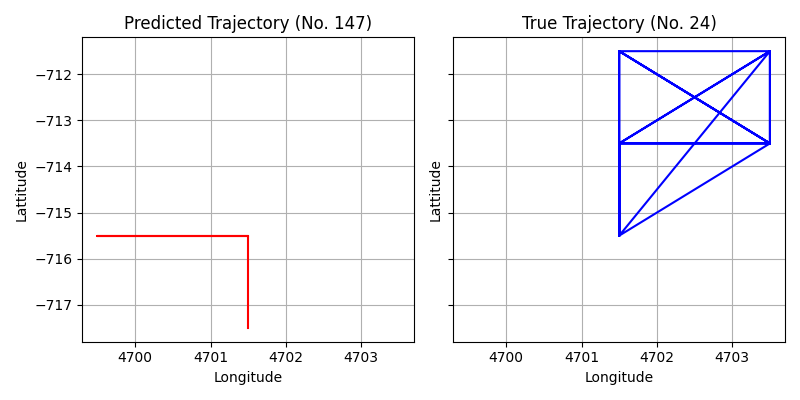 Predicted Trajectory (No. 147)
True Trajectory (No. 24)
−712
−713
−714
−715
−716
−717
Lattitude
Lattitude
4700 4701 4702 4703
4700 4701 4702 4703
Longitude
Longitude